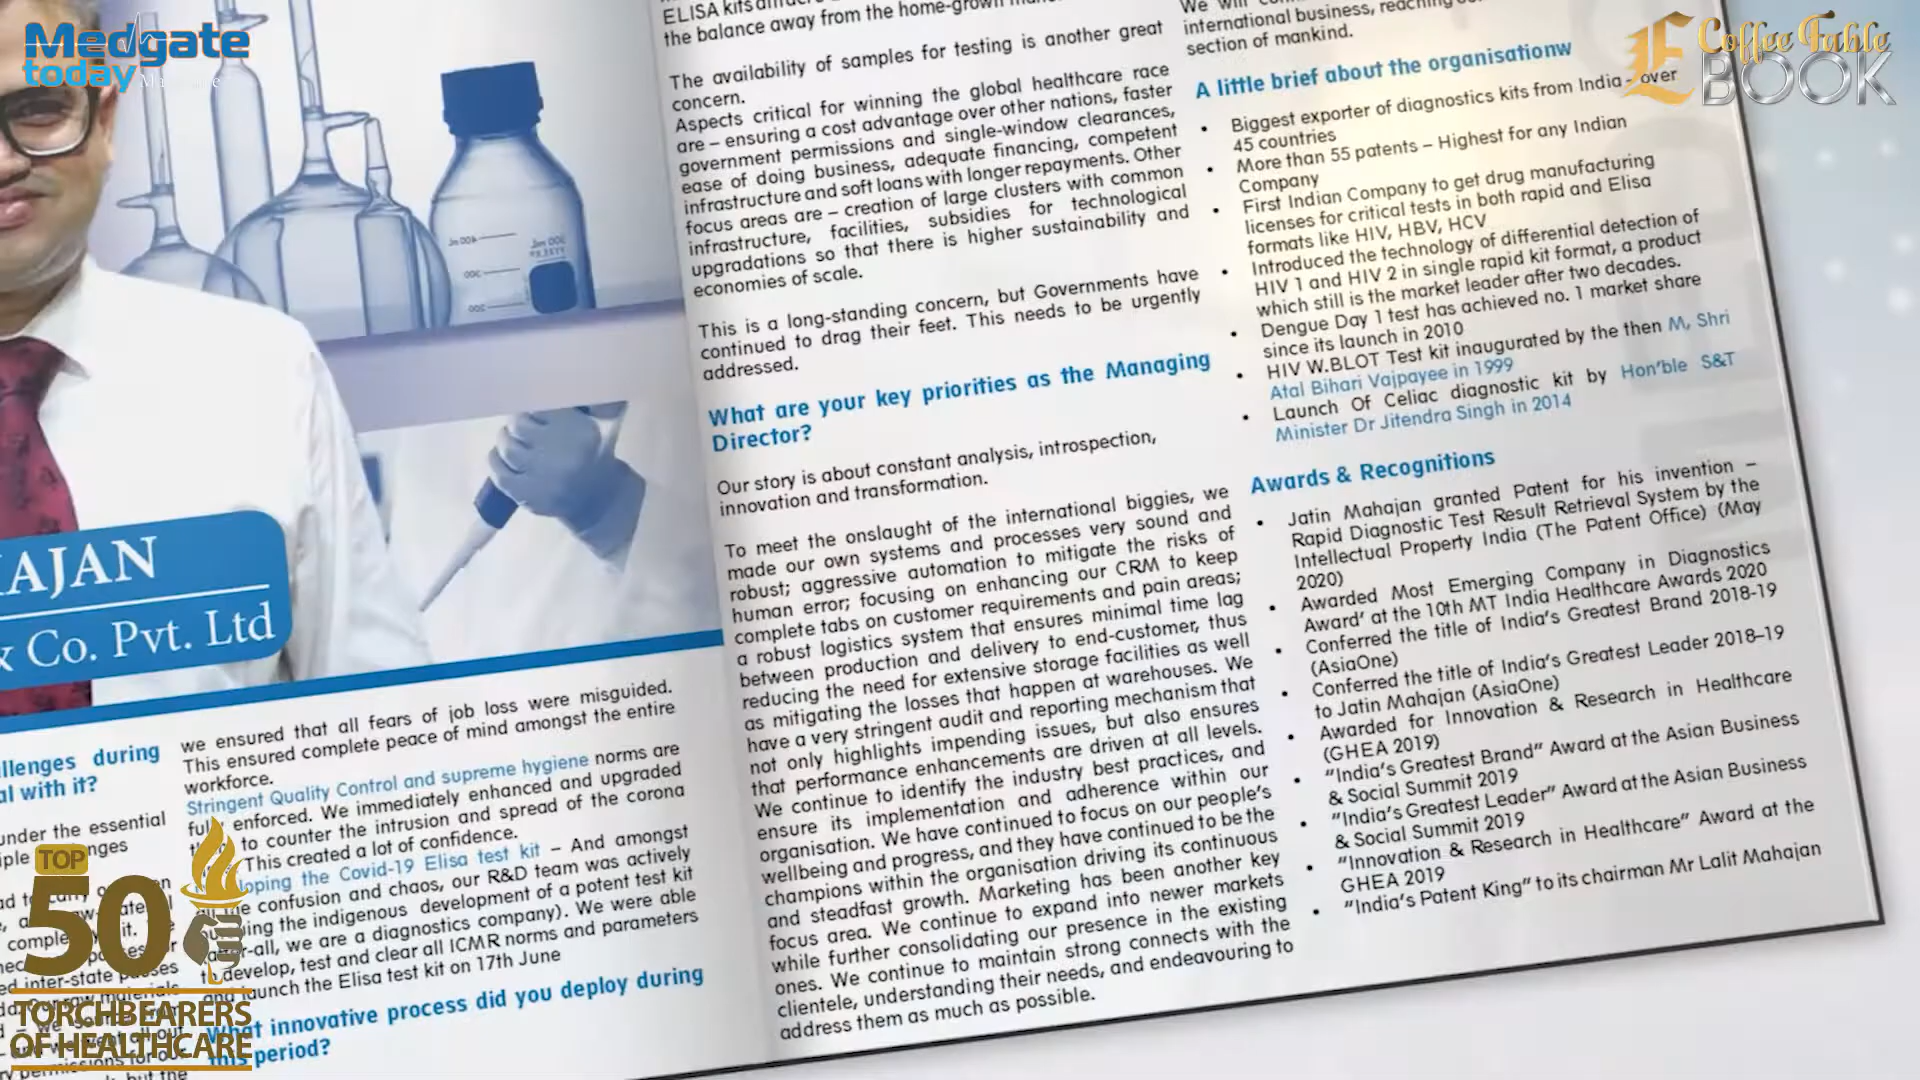 Medgate
today
Coffee Table
BOOK
AJAN
Co. Pvt. Ltd
llenges during
al with it?
under the essential
we ensured that all fears of job loss were misguided.
This ensured complete peace of mind amongst the entire
workforce.
Stringent Quality Control and supreme hygiene norms are
enforced. We immediately enhanced and upgraded
to counter the intrusion and spread of the corona
This created a lot of confidence.
oping the Covid-19 Elisa test kit – And amongst
confusion and chaos, our R&D team was actively
the indigenous development of a potent test kit
we are a diagnostics company). We were able
develop, test and clear all ICMR norms and parameters
launch the Elisa test kit on 17th June
What innovative process did you deploy during
this period?
TOP
50
TORCHBEARERS
OF HEALTHCARE
ELISA kits
the balance away from the home-grown
The availability of samples for testing is another great
concern.
Aspects critical for winning the global healthcare race
are – ensuring a cost advantage over other nations, faster
government permissions and single-window clearances,
ease of doing business, adequate financing, competent
infrastructure and soft loans with longer repayments. Other
focus areas are – creation of large clusters with common
infrastructure, facilities, subsidies for technological
upgradations so that there is higher sustainability and
economies of scale.
This is a long-standing concern, but Governments have
continued to drag their feet. This needs to be urgently
addressed.
What are your key priorities as the Managing
Director?
Our story is about constant analysis, introspection,
innovation and transformation.
To meet the onslaught of the international biggies, we
made our own systems and processes very sound and
robust; aggressive automation to mitigate the risks of
human error; focusing on enhancing our CRM to keep
complete tabs on customer requirements and pain areas;
a robust logistics system that ensures minimal time lag
between production and delivery to end-customer, thus
reducing the need for extensive storage facilities as well
as mitigating the losses that happen at warehouses. We
have a very stringent audit and reporting mechanism that
not only highlights impending issues, but also ensures
that performance enhancements are driven at all levels.
We continue to identify the industry best practices, and
ensure its implementation and adherence within our
organisation. We have continued to focus on our people's
wellbeing and progress, and they have continued to be the
champions within the organisation driving its continuous
and steadfast growth. Marketing has been another key
focus area. We continue to expand into newer markets
while further consolidating our presence in the existing
ones. We continue to maintain strong connects with the
clientele, understanding their needs, and endeavouring to
address them as much as possible.
We will
international business, reaching
section of mankind.
A little brief about the organisationw
• Biggest exporter of diagnostics kits from India - over
45 countries
• More than 55 patents – Highest for any Indian
Company
• First Indian Company to get drug manufacturing
licenses for critical tests in both rapid and Elisa
formats like HIV, HBV, HCV
• Introduced the technology of differential detection of
HIV 1 and HIV 2 in single rapid kit format, a product
which still is the market leader after two decades.
• Dengue Day 1 test has achieved no. 1 market share
since its launch in 2010
• HIV W.BLOT Test kit inaugurated by the then M, Shri
Atal Bihari Vajpayee in 1999
• Launch Of Celiac diagnostic kit by Hon'ble S&T
Minister Dr Jitendra Singh in 2014
Awards & Recognitions
• Jatin Mahajan granted Patent for his invention –
Rapid Diagnostic Test Result Retrieval System by the
Intellectual Property India (The Patent Office) (May
2020)
• Awarded Most Emerging Company in Diagnostics
Award' at the 10th MT India Healthcare Awards 2020
• Conferred the title of India's Greatest Brand 2018-19
(AsiaOne)
• Conferred the title of India's Greatest Leader 2018–19
to Jatin Mahajan (AsiaOne)
• Awarded for Innovation & Research in Healthcare
(GHEA 2019)
• "India's Greatest Brand" Award at the Asian Business
& Social Summit 2019
• "India's Greatest Leader" Award at the Asian Business
& Social Summit 2019
• "Innovation & Research in Healthcare" Award at the
GHEA 2019
• "India's Patent King" to its chairman Mr Lalit Mahajan